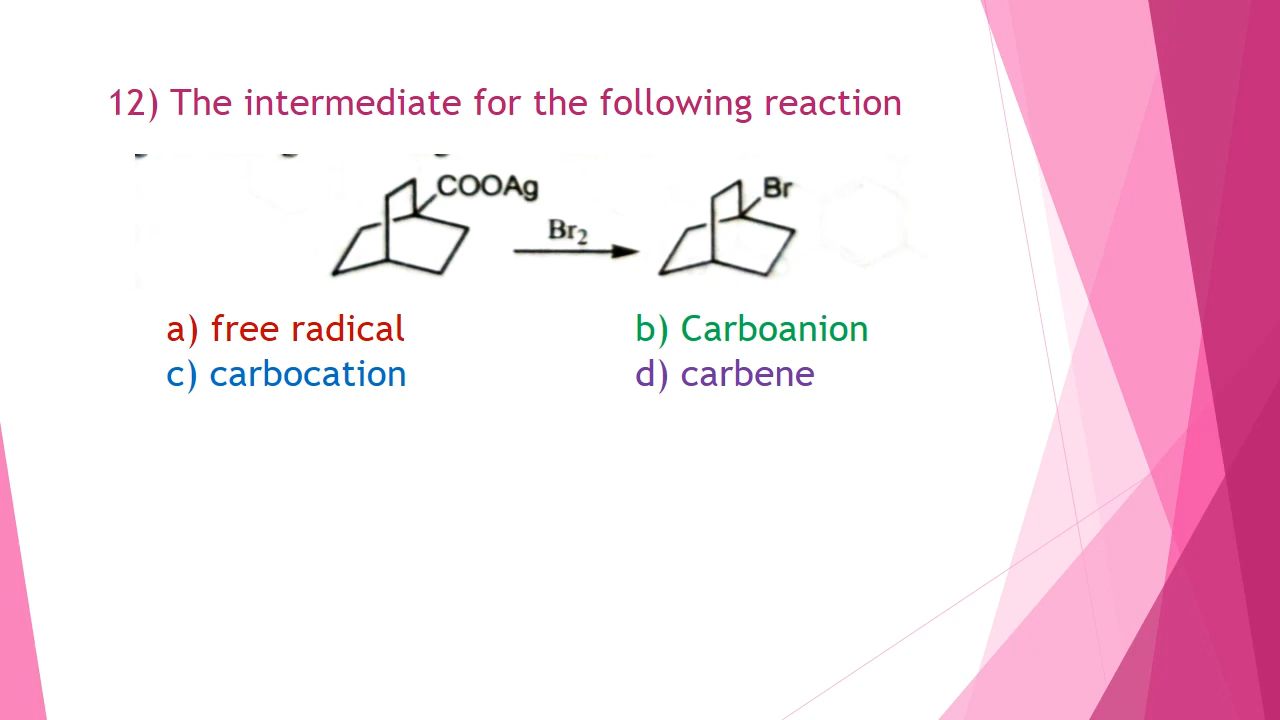 12) The intermediate for the following reaction
COOAg
Br₂
Br
a) free radical b) Carboanion
c) carbocation d) carbene